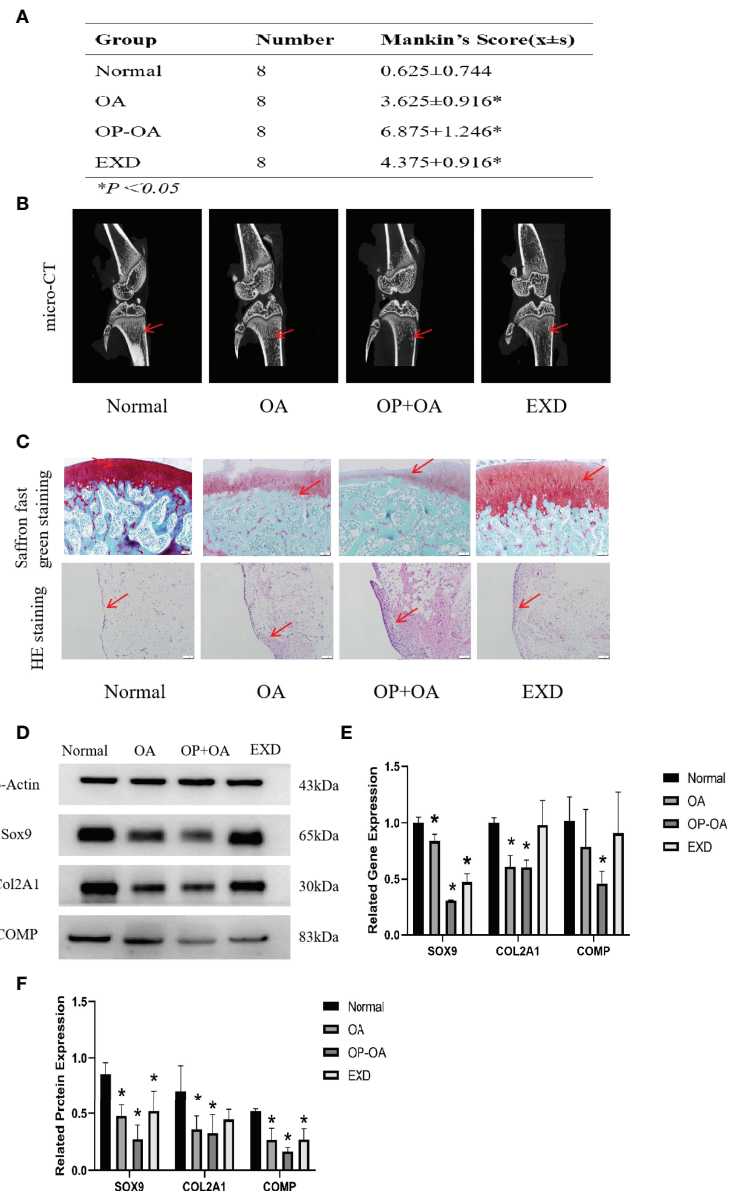 A
Group Number Mankin's Score(x±s)
Normal 8 0.625±0.744
OA 8 3.625±0.916*
OP-OA 8 6.875+1.246*
EXD 8 4.375+0.916*
*P＜0.05
B
micro-CT
Normal OA OP+OA EXD
C
Saffron fast
green staining
HE staining
Normal OA OP+OA EXD
D
Normal OA OP+OA EXD
-Actin 43kDa
Sox9 65kDa
Col2A1 30kDa
COMP 83kDa
E
Related Gene Expression
1.5
1.0
0.5
0.0
* * * * * * *
SOX9 COL2A1 COMP
Normal
OA
OP-OA
EXD
F
Related Protein Expression
1.5
1.0
0.5
0.0
* * * * * * * *
SOX9 COL2A1 COMP
Normal
OA
OP-OA
EXD